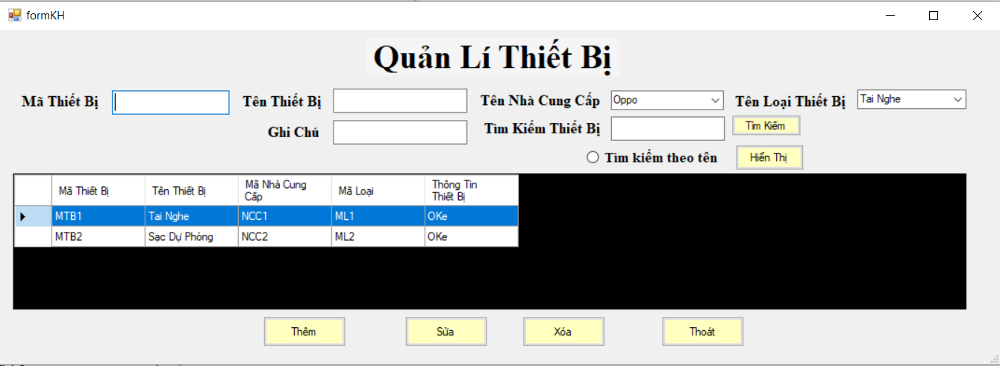 formKH
Quản Lí Thiết Bị
Mã Thiết Bị
Tên Thiết Bị
Tên Nhà Cung Cấp
Oppo
Tên Loại Thiết Bị
Tai Nghe
Ghi Chú
Tìm Kiếm Thiết Bị
Tìm Kiếm
Tìm kiếm theo tên
Hiển Thị
Mã Thiết Bị
Tên Thiết Bị
Mã Nhà Cung
Cấp
Mã Loại
Thông Tin
Thiết Bị
MTB1 Tai Nghe NCC1 ML1 OKe
MTB2 Sạc Dự Phòng NCC2 ML2 OKe
Thêm
Sửa
Xóa
Thoát